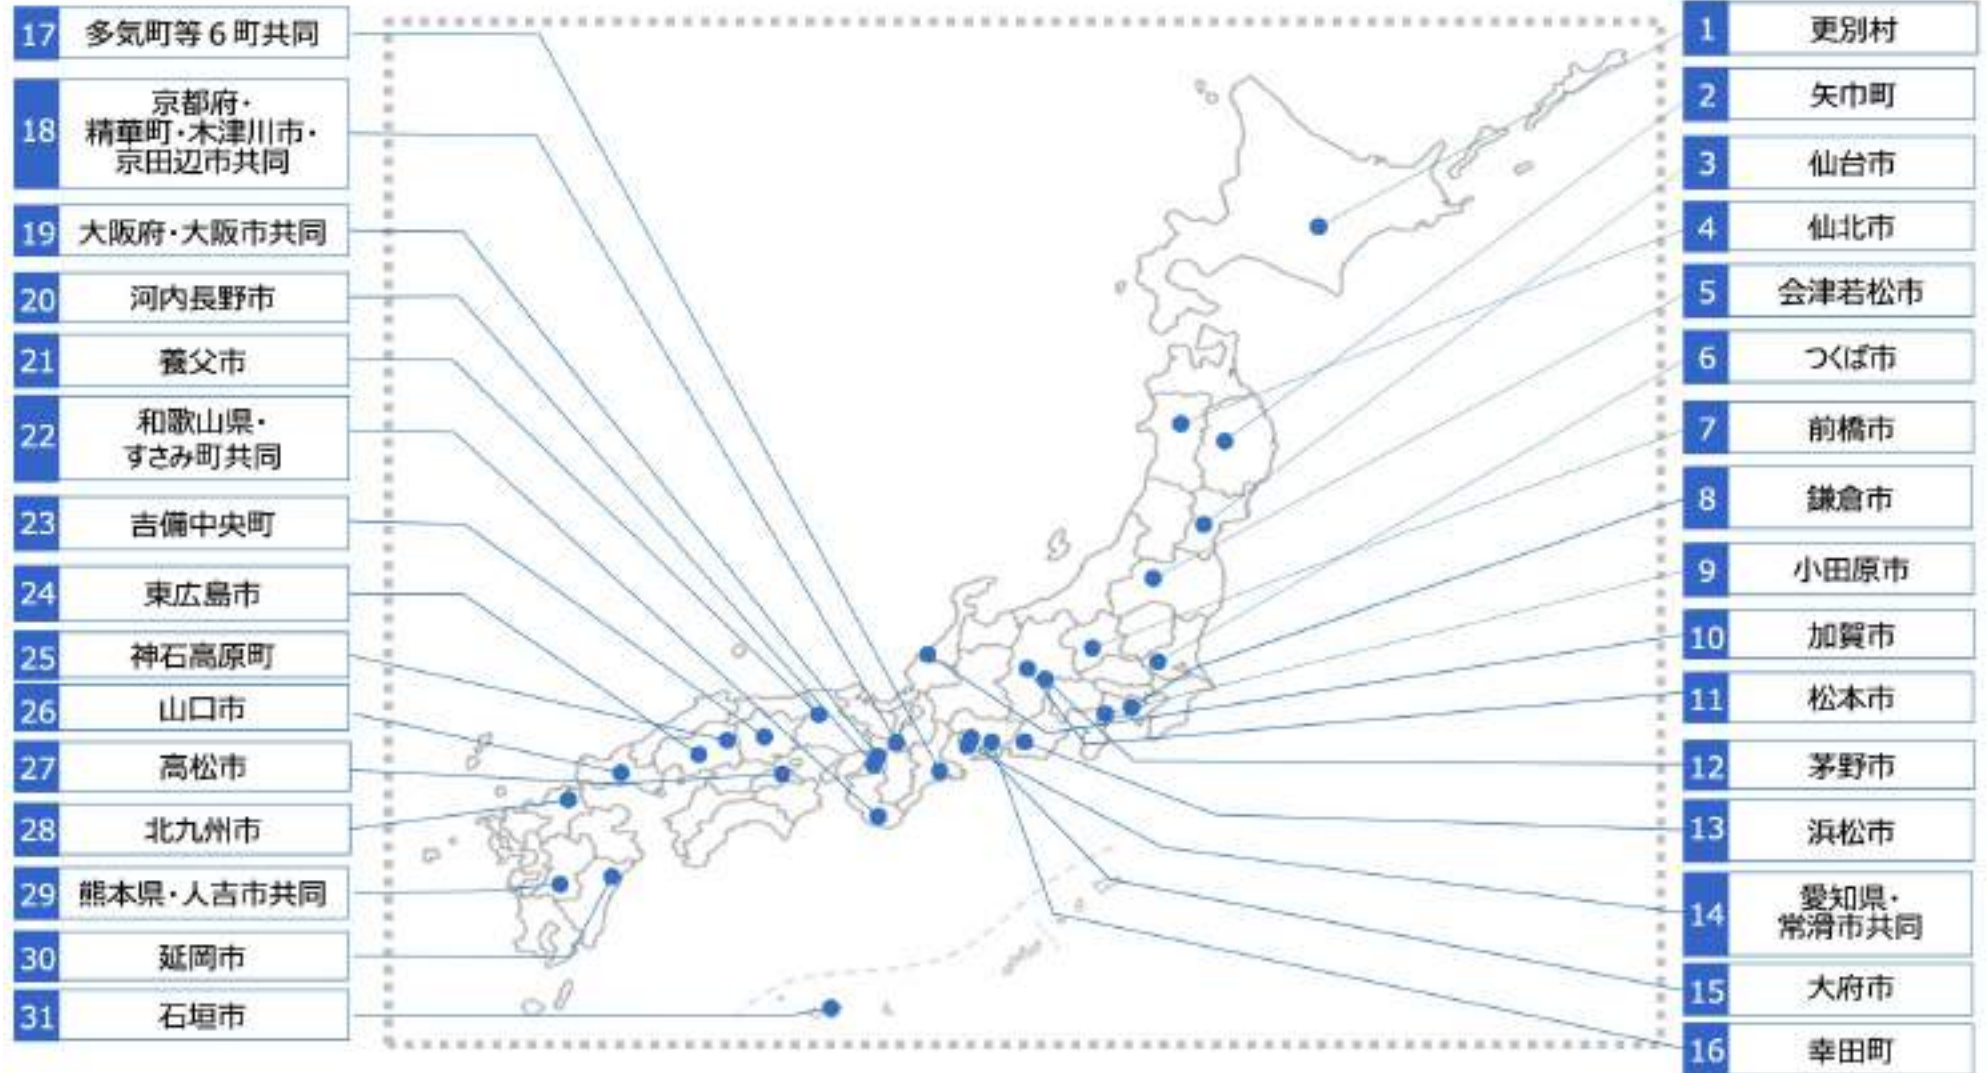 17 多気町等６町共同
18 京都府・
精華町・木津川市・
京田辺市共同
19 大阪府・大阪市共同
20 河内長野市
21 養父市
22 和歌山県・
すさみ町共同
23 吉備中央町
24 東広島市
25 神石高原町
26 山口市
27 高松市
28 北九州市
29 熊本県・人吉市共同
30 延岡市
31 石垣市
1 更別村
2 矢巾町
3 仙台市
4 仙北市
5 会津若松市
6 つくば市
7 前橋市
8 鎌倉市
9 小田原市
10 加賀市
11 松本市
12 茅野市
13 浜松市
14 愛知県・
常滑市共同
15 大府市
16 幸田町